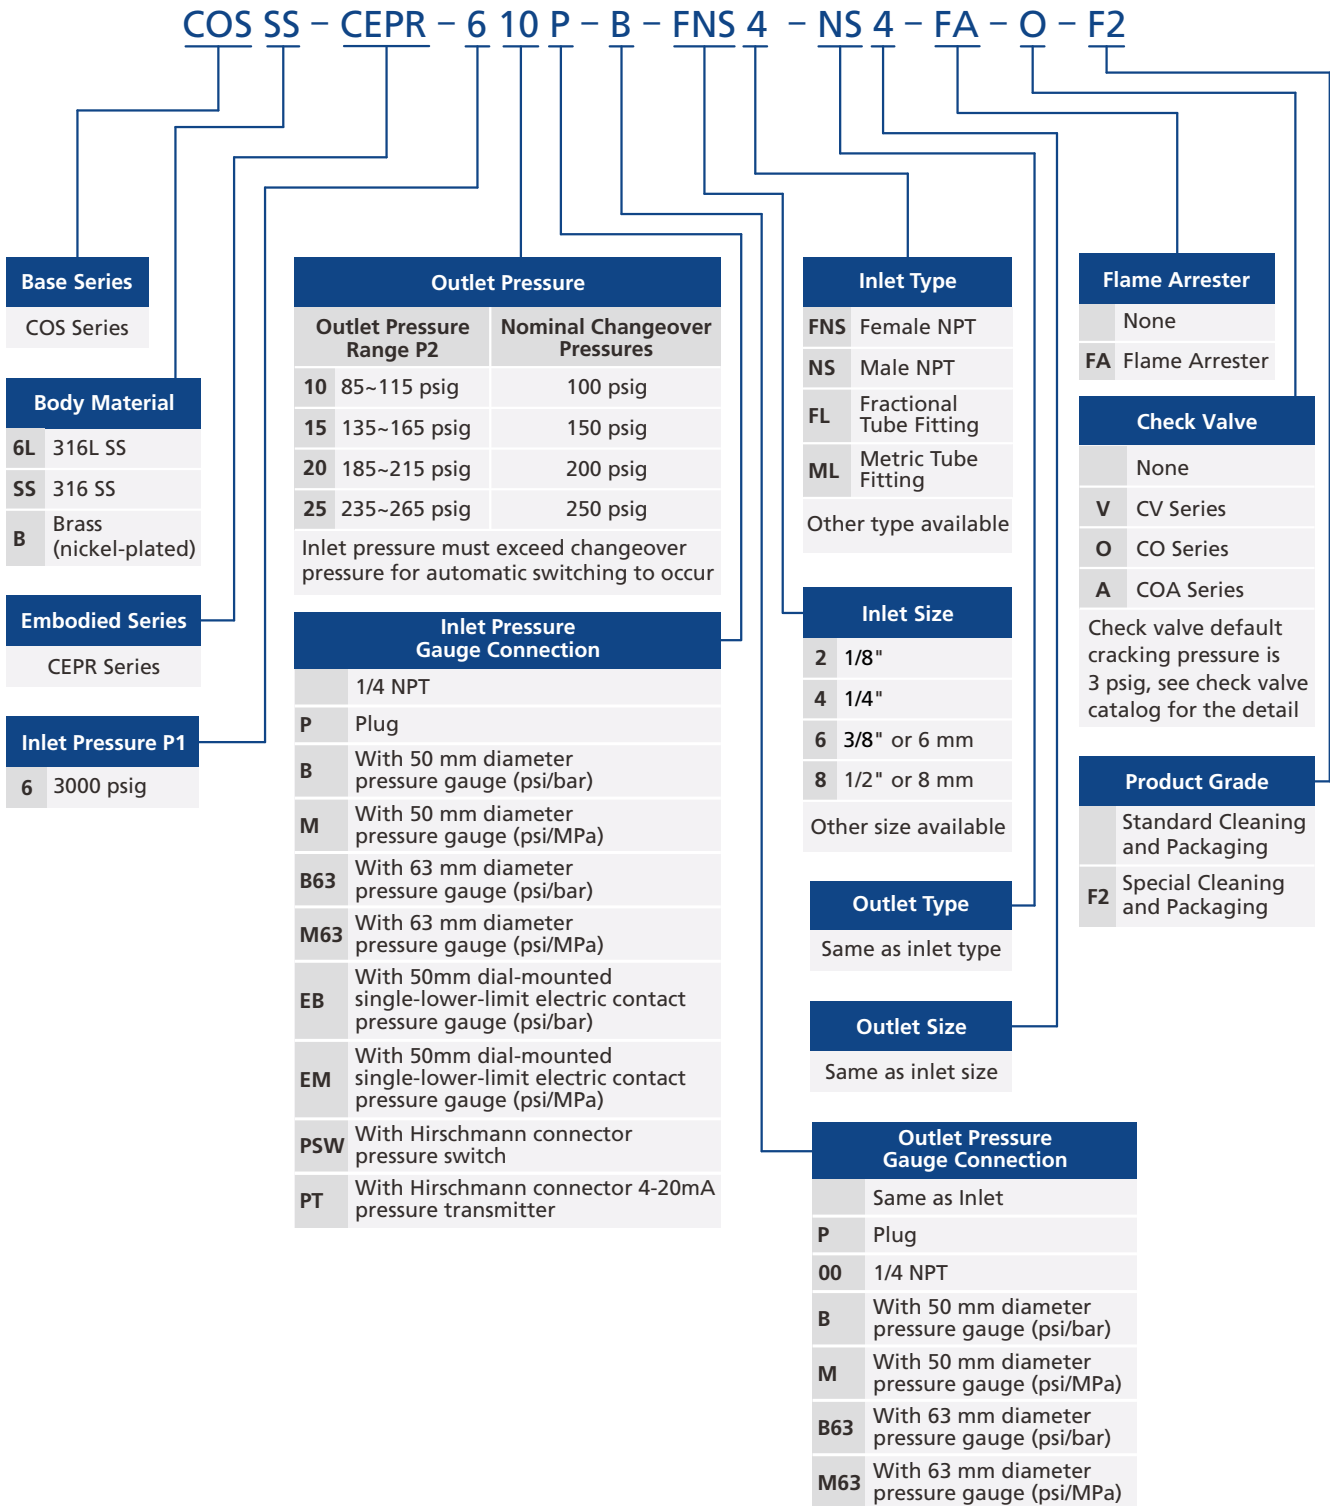 COS SS - CEPR - 6 10 P - B - FNS 4 - NS 4 - FA - O - F2
Base Series
COS Series
Body Material
6L 316L SS
SS 316 SS
B Brass
(nickel-plated)
Embodied Series
CEPR Series
Inlet Pressure P1
6 3000 psig
Outlet Pressure
Outlet Pressure
Range P2
Nominal Changeover
Pressures
10 85~115 psig 100 psig
15 135~165 psig 150 psig
20 185~215 psig 200 psig
25 235~265 psig 250 psig
Inlet pressure must exceed changeover
pressure for automatic switching to occur
Inlet Pressure
Gauge Connection
1/4 NPT
P Plug
B With 50 mm diameter
pressure gauge (psi/bar)
M With 50 mm diameter
pressure gauge (psi/MPa)
B63 With 63 mm diameter
pressure gauge (psi/bar)
M63 With 63 mm diameter
pressure gauge (psi/MPa)
EB With 50mm dial-mounted
single-lower-limit electric contact
pressure gauge (psi/bar)
EM With 50mm dial-mounted
single-lower-limit electric contact
pressure gauge (psi/MPa)
PSW With Hirschmann connector
pressure switch
PT With Hirschmann connector 4-20mA
pressure transmitter
Inlet Type
FNS Female NPT
NS Male NPT
FL Fractional
Tube Fitting
ML Metric Tube
Fitting
Other type available
Inlet Size
2 1/8"
4 1/4"
6 3/8" or 6 mm
8 1/2" or 8 mm
Other size available
Outlet Type
Same as inlet type
Outlet Size
Same as inlet size
Outlet Pressure
Gauge Connection
Same as Inlet
P Plug
00 1/4 NPT
B With 50 mm diameter
pressure gauge (psi/bar)
M With 50 mm diameter
pressure gauge (psi/MPa)
B63 With 63 mm diameter
pressure gauge (psi/bar)
M63 With 63 mm diameter
pressure gauge (psi/MPa)
Flame Arrester
None
FA Flame Arrester
Check Valve
None
V CV Series
O CO Series
A COA Series
Check valve default
cracking pressure is
3 psig, see check valve
catalog for the detail
Product Grade
Standard Cleaning
and Packaging
F2 Special Cleaning
and Packaging